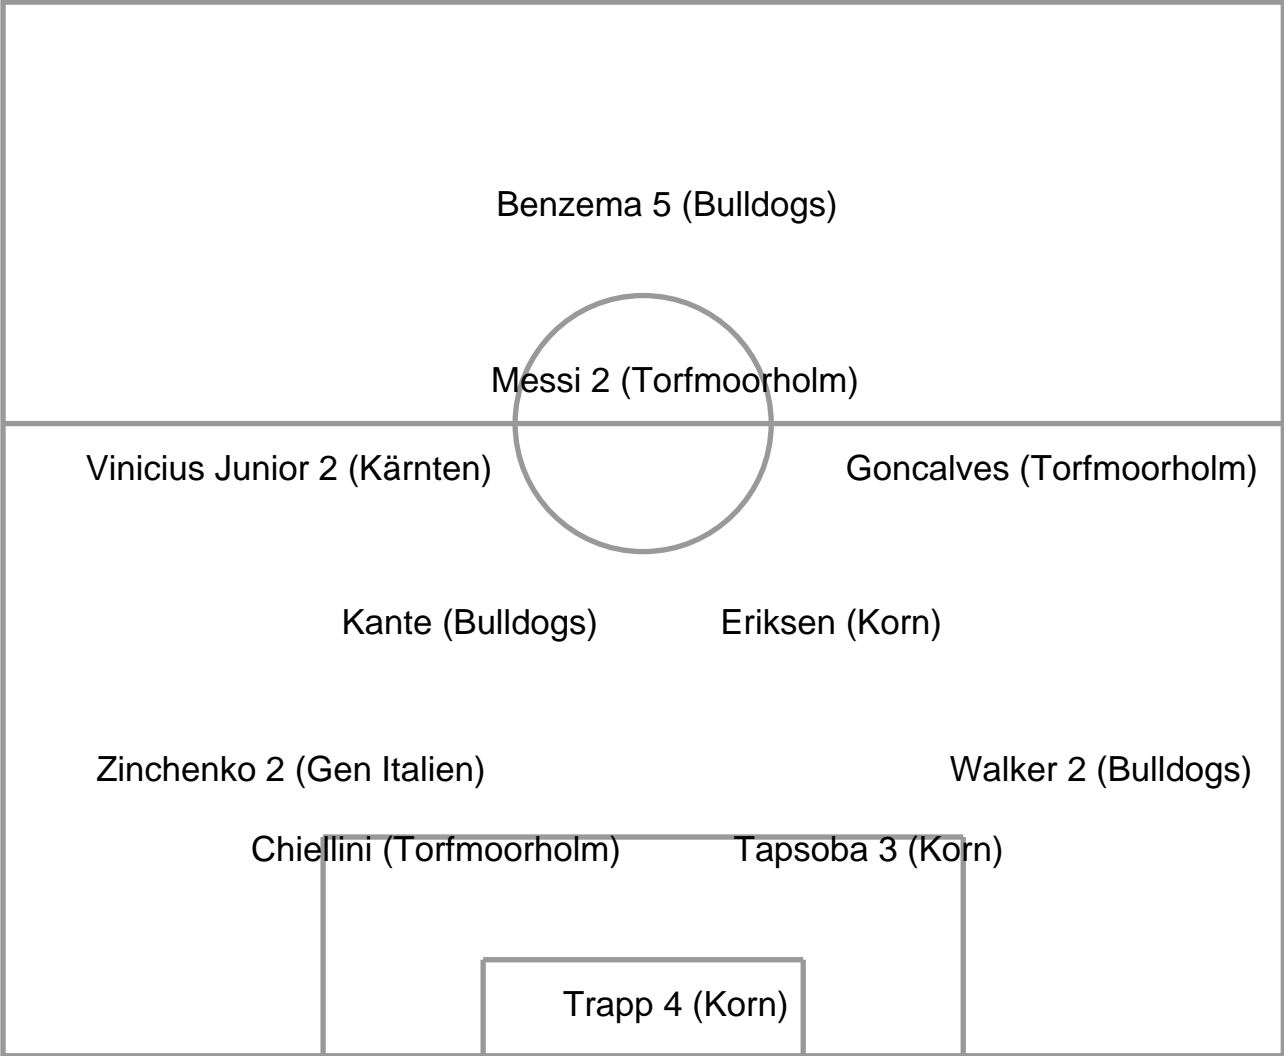 Benzema 5 (Bulldogs)
Messi 2 (Torfmoorholm)
Vinicius Junior 2 (Kärnten)
Goncalves (Torfmoorholm)
Kante (Bulldogs)
Eriksen (Korn)
Zinchenko 2 (Gen Italien)
Walker 2 (Bulldogs)
Chiellini (Torfmoorholm)
Tapsoba 3 (Korn)
Trapp 4 (Korn)